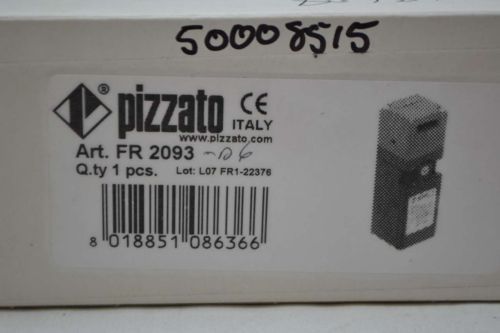 50008515
® pizzato CE
ITALY
www.pizzato.com
Art. FR 2093 -D6
Q.ty 1 pcs. Lot: L07 FR1-22376
8 018851 086366